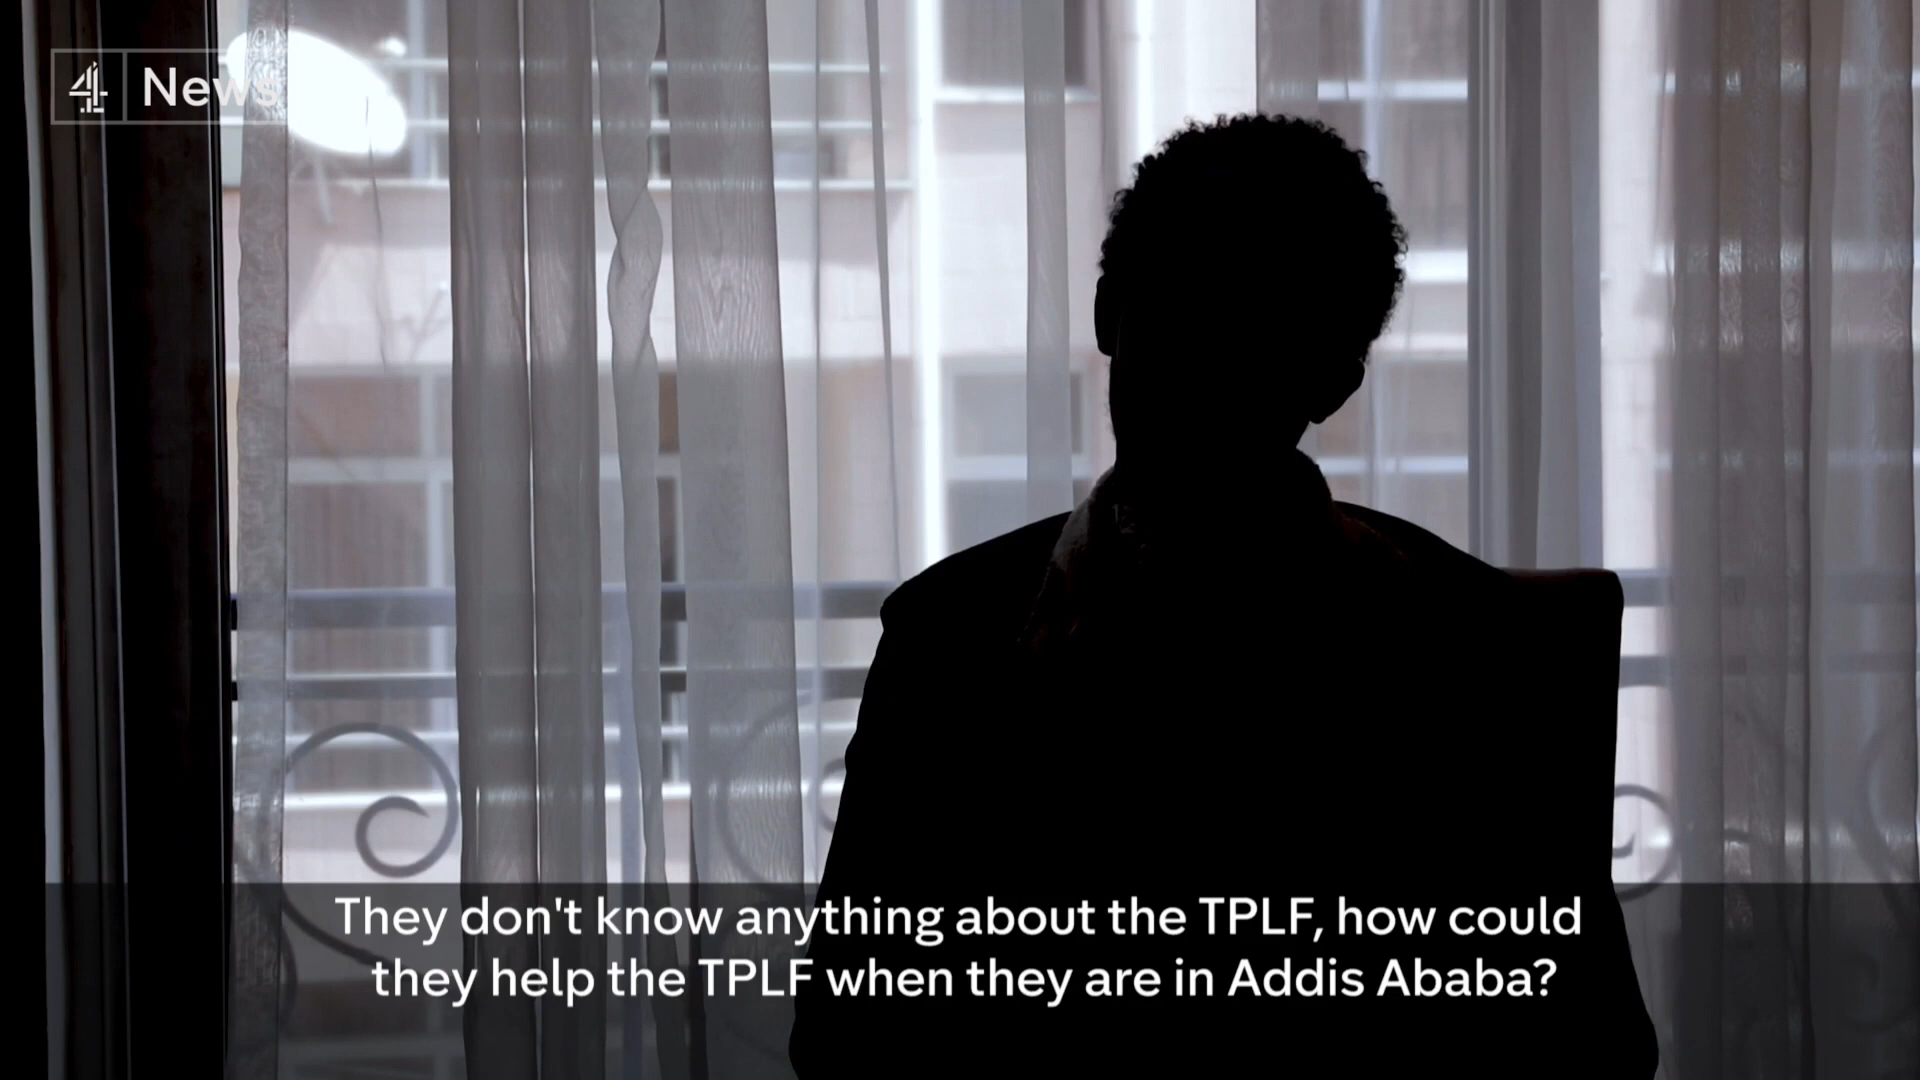 4 News
They don't know anything about the TPLF, how could
they help the TPLF when they are in Addis Ababa?